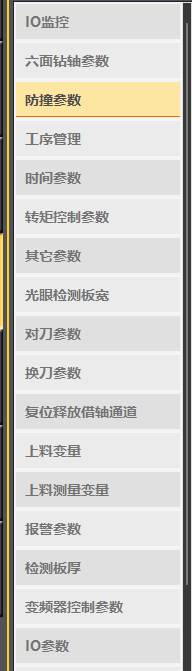 IO监控
六面钻轴参数
防撞参数
工序管理
时间参数
转矩控制参数
其它参数
光眼检测板宽
对刀参数
换刀参数
复位释放借轴通道
上料变量
上料测量变量
报警参数
检测板厚
变频器控制参数
IO参数